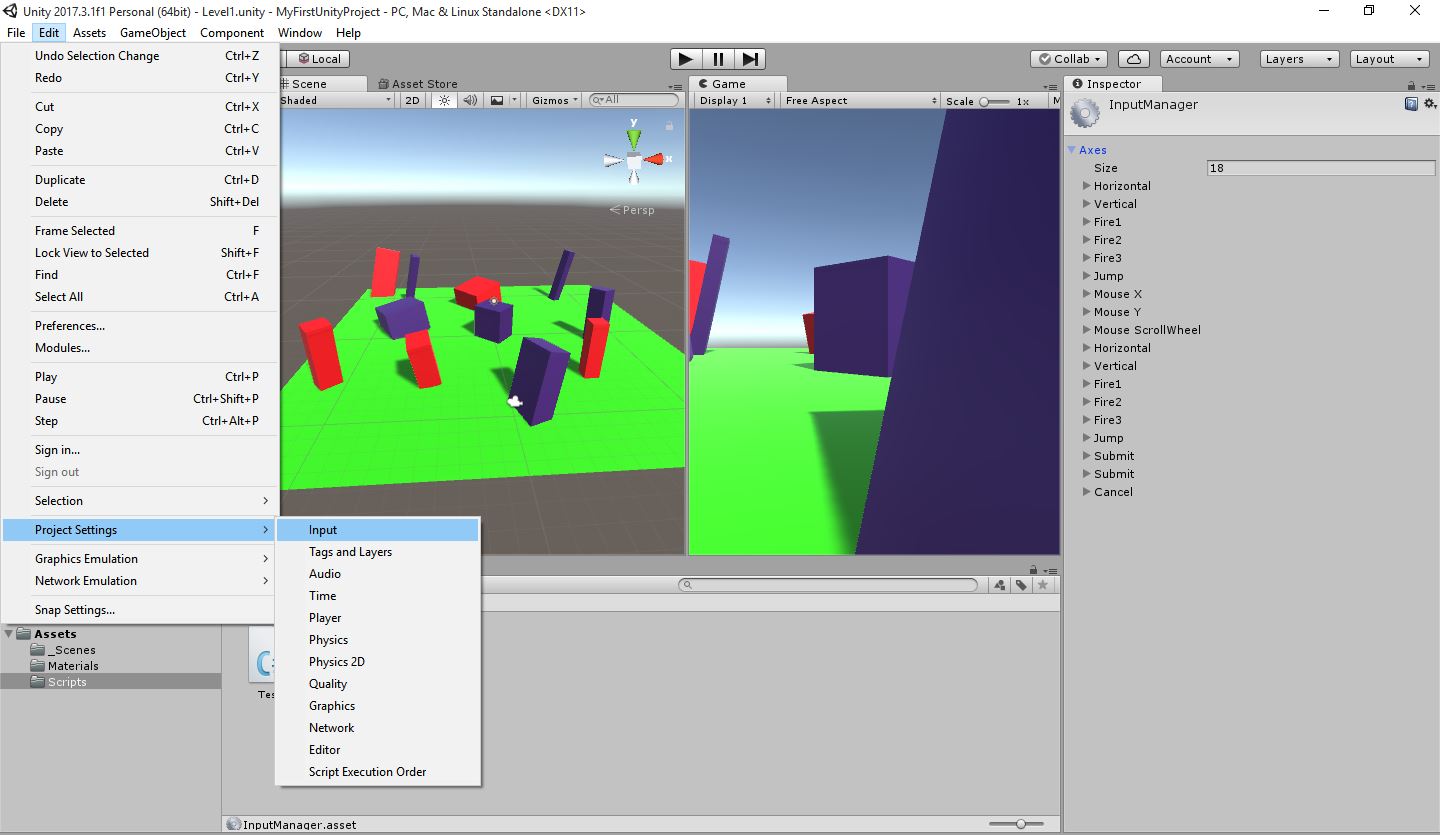 Unity 2017.3.1f1 Personal (64bit) - Level1.unity - MyFirstUnityProject - PC, Mac & Linux Standalone <DX11>
File Edit Assets GameObject Component Window Help
Undo Selection Change Ctrl+Z
Redo Ctrl+Y
Cut Ctrl+X
Copy Ctrl+C
Paste Ctrl+V
Duplicate Ctrl+D
Delete Shift+Del
Frame Selected F
Lock View to Selected Shift+F
Find Ctrl+F
Select All Ctrl+A
Preferences...
Modules...
Play Ctrl+P
Pause Ctrl+Shift+P
Step Ctrl+Alt+P
Sign in...
Sign out
Selection
Project Settings
Graphics Emulation
Network Emulation
Snap Settings...
Input
Tags and Layers
Audio
Time
Player
Physics
Physics 2D
Quality
Graphics
Network
Editor
Script Execution Order
Local
Collab Account Layers Layout
Scene Asset Store
Shaded 2D Gizmos All
y
x
Persp
Game
Display 1 Free Aspect Scale 1x M
Inspector
InputManager
Axes
Size 18
Horizontal
Vertical
Fire1
Fire2
Fire3
Jump
Mouse X
Mouse Y
Mouse ScrollWheel
Horizontal
Vertical
Fire1
Fire2
Fire3
Jump
Submit
Submit
Cancel
Assets
_Scenes
Materials
Scripts
C
Tes
InputManager.asset